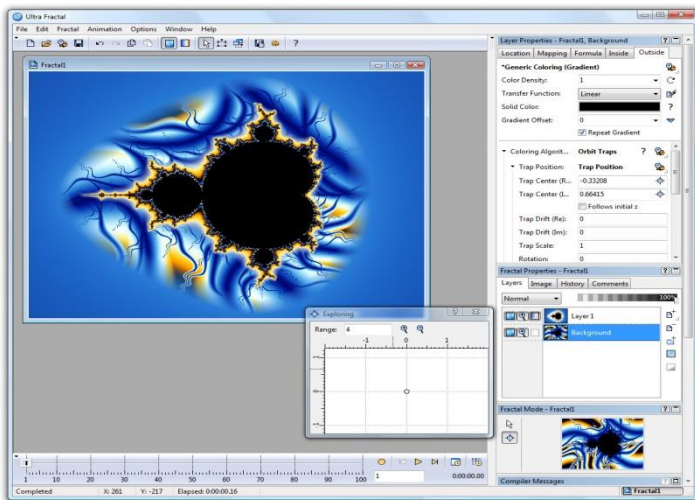 Ultra Fractal
File Edit Fractal Animation Options Window Help
Fractal1
Layer Properties - Fractal1, Background
Location Mapping Formula Inside Outside
*Generic Coloring (Gradient)
Color Density: 1
Transfer Function: Linear
Solid Color:
Gradient Offset: 0
Repeat Gradient
Coloring Algorit... Orbit Traps
Trap Position: Trap Position
Trap Center (R... -0.33208
Trap Center (I... 0.66415
Follows initial z
Trap Drift (Re): 0
Trap Drift (Im): 0
Trap Scale: 1
Rotation: 0
Fractal Properties - Fractal1
Layers Image History Comments
Normal 100%
Layer 1
Background
Exploring
Range: 4
-1 0 1
Fractal Mode - Fractal1
1 10 20 30 40 50 60 70 80 90 100 1 0:00:00.00
Compiler Messages
Completed X: 261 Y: -217 Elapsed: 0:00:00.16
Fractal1